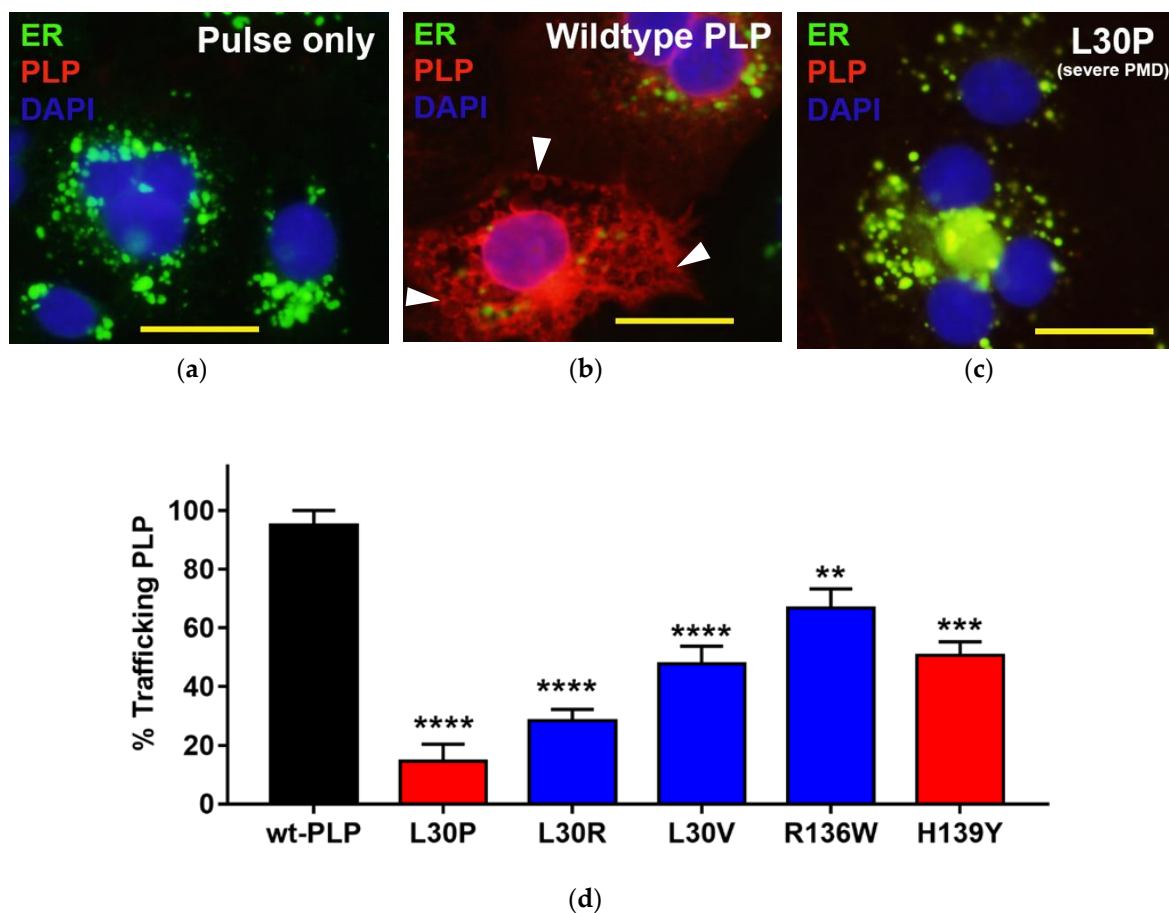 ER
PLP
DAPI
Pulse only
(a)
ER
PLP
DAPI
Wildtype PLP
(b)
ER
PLP
DAPI
L30P
(severe PMD)
(c)
% Trafficking PLP
100
80
60
40
20
0
****
****
****
**
***
wt-PLP L30P L30R L30V R136W H139Y
(d)